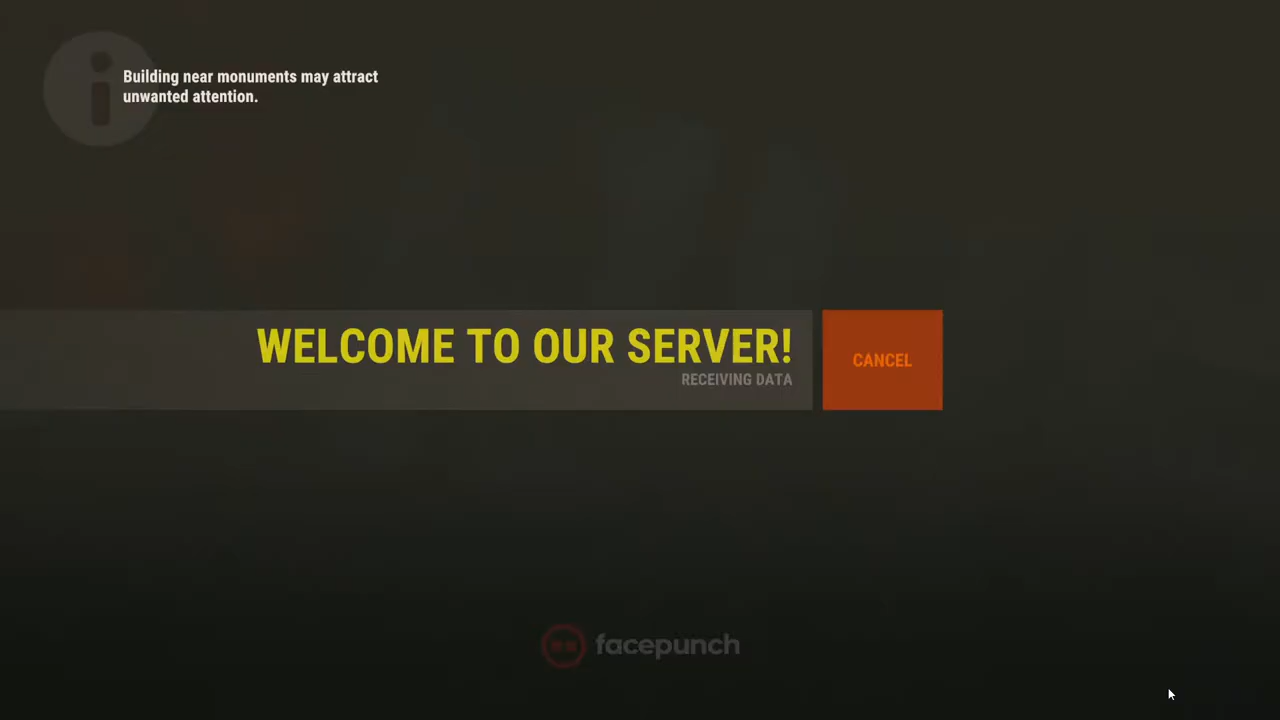 Building near monuments may attract
unwanted attention.
WELCOME TO OUR SERVER!
RECEIVING DATA
CANCEL
facepunch